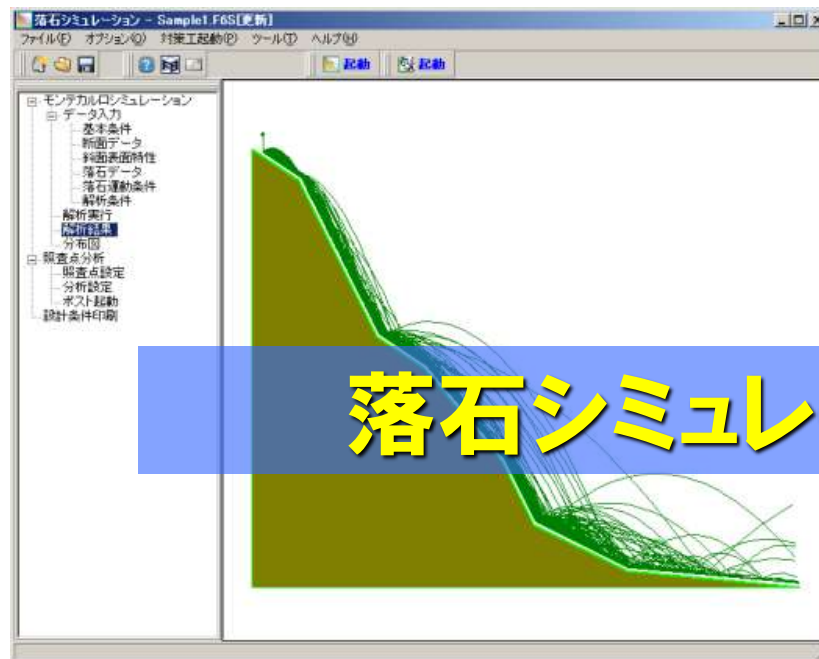 落石シミュレーション - Sample1.F6S[更新]
ファイル(F) オプション(O) 対策工起動(P) ツール(T) ヘルプ(H)
起動 起動
モンテカルロシミュレーション
データ入力
基本条件
断面データ
斜面表面特性
落石データ
落石運動条件
解析条件
解析実行
解析結果
分布図
照査点分析
照査点設定
分析設定
ポスト起動
設計条件印刷
落石シミュレ